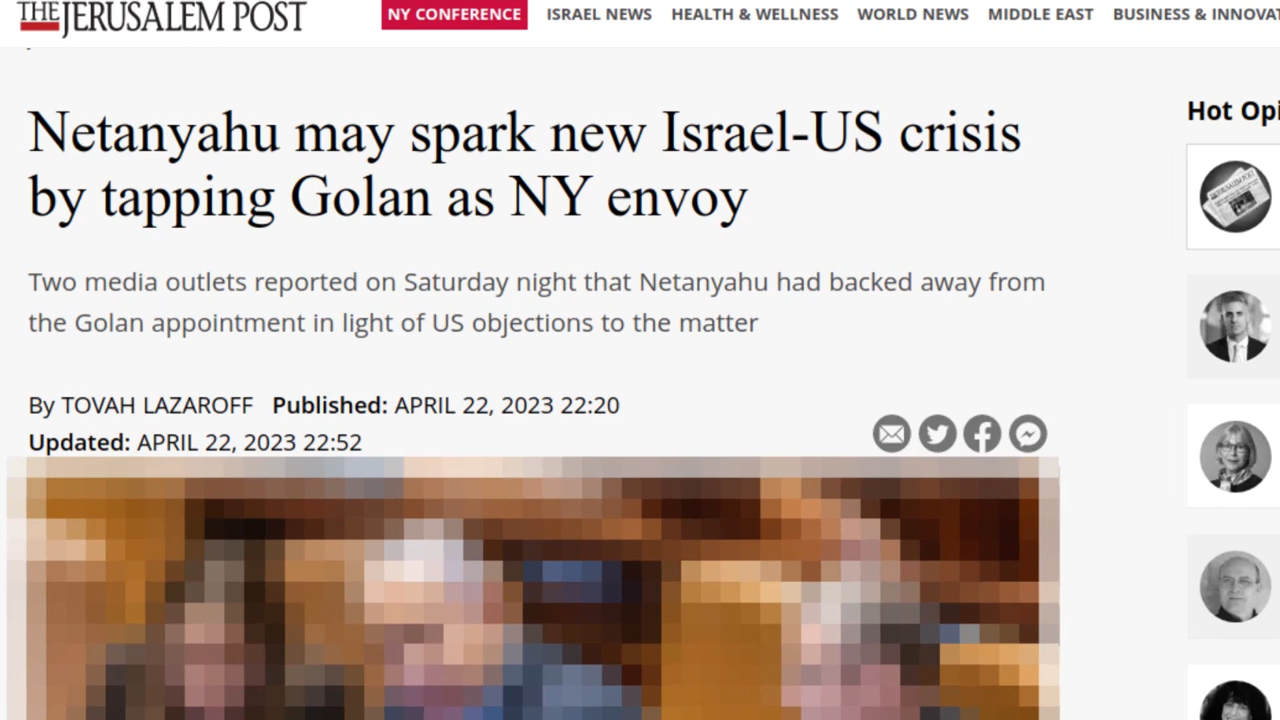 THE JERUSALEM POST
NY CONFERENCE ISRAEL NEWS HEALTH & WELLNESS WORLD NEWS MIDDLE EAST BUSINESS & INNOVAT
Netanyahu may spark new Israel-US crisis
by tapping Golan as NY envoy
Hot Opi
Two media outlets reported on Saturday night that Netanyahu had backed away from
the Golan appointment in light of US objections to the matter
By TOVAH LAZAROFF Published: APRIL 22, 2023 22:20
Updated: APRIL 22, 2023 22:52